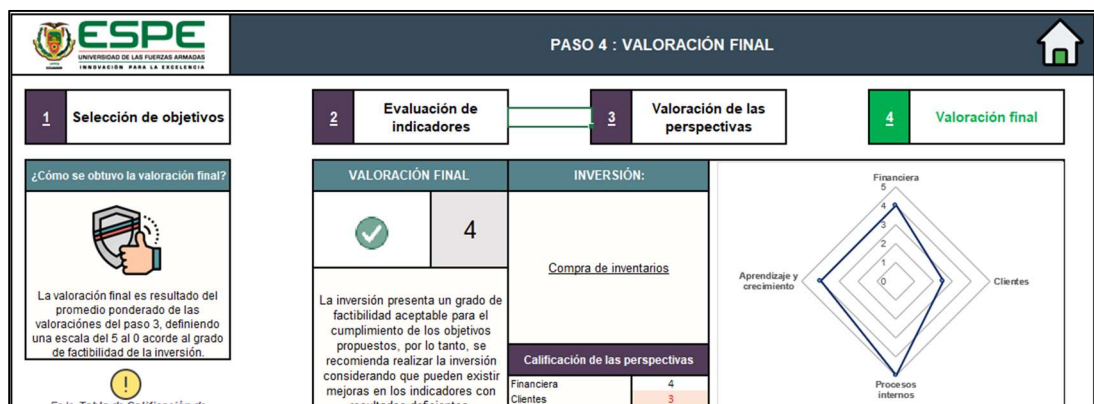 ESPE
UNIVERSIDAD DE LAS FUERZAS ARMADAS
INNOVACIÓN PARA LA EXCELENCIA
PASO 4 : VALORACIÓN FINAL
1 Selección de objetivos
2 Evaluación de
indicadores
3 Valoración de las
perspectivas
4 Valoración final
¿Cómo se obtuvo la valoración final?
La valoración final es resultado del
promedio ponderado de las
valoraciónes del paso 3, definiendo
una escala del 5 al 0 acorde al grado
de factibilidad de la inversión.
VALORACIÓN FINAL
4
La inversión presenta un grado de
factibilidad aceptable para el
cumplimiento de los objetivos
propuestos, por lo tanto, se
recomienda realizar la inversión
considerando que pueden existir
mejoras en los indicadores con
INVERSIÓN:
Compra de inventarios
Calificación de las perspectivas
Financiera 4
Clientes 3
Financiera
5
4
3
2
1
0
Clientes
Aprendizaje y
crecimiento
Procesos
internos